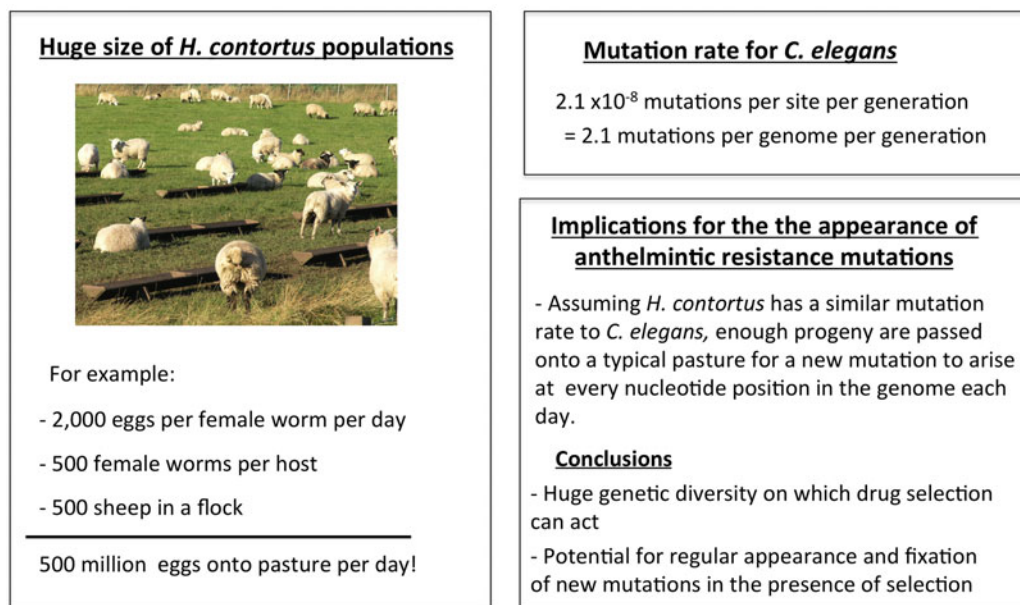 Huge size of H. contortus populations
For example:
- 2,000 eggs per female worm per day
- 500 female worms per host
- 500 sheep in a flock
500 million eggs onto pasture per day!
Mutation rate for C. elegans
2.1 x10⁻⁸ mutations per site per generation
= 2.1 mutations per genome per generation
Implications for the the appearance of
anthelmintic resistance mutations
- Assuming H. contortus has a similar mutation
rate to C. elegans, enough progeny are passed
onto a typical pasture for a new mutation to arise
at every nucleotide position in the genome each
day.
Conclusions
- Huge genetic diversity on which drug selection
can act
- Potential for regular appearance and fixation
of new mutations in the presence of selection